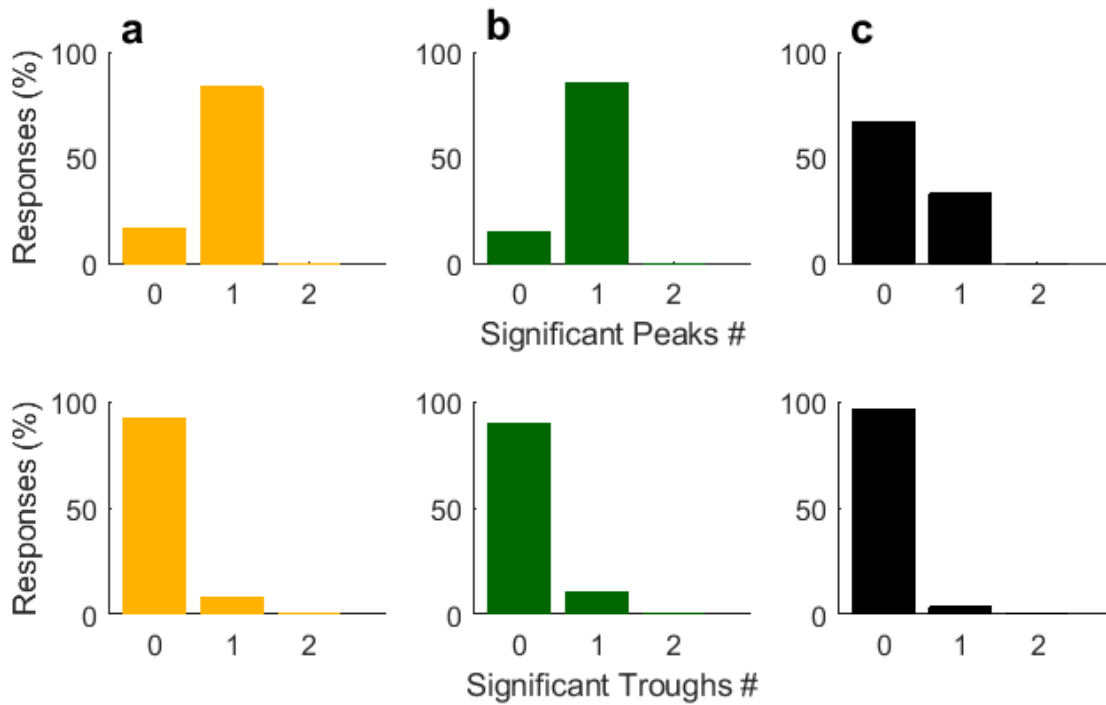 a b c
Responses (%)
100 100 100
50 50 50
0 0 0
0 1 2 0 1 2 0 1 2
Significant Peaks #
Responses (%)
100 100 100
50 50 50
0 0 0
0 1 2 0 1 2 0 1 2
Significant Troughs #